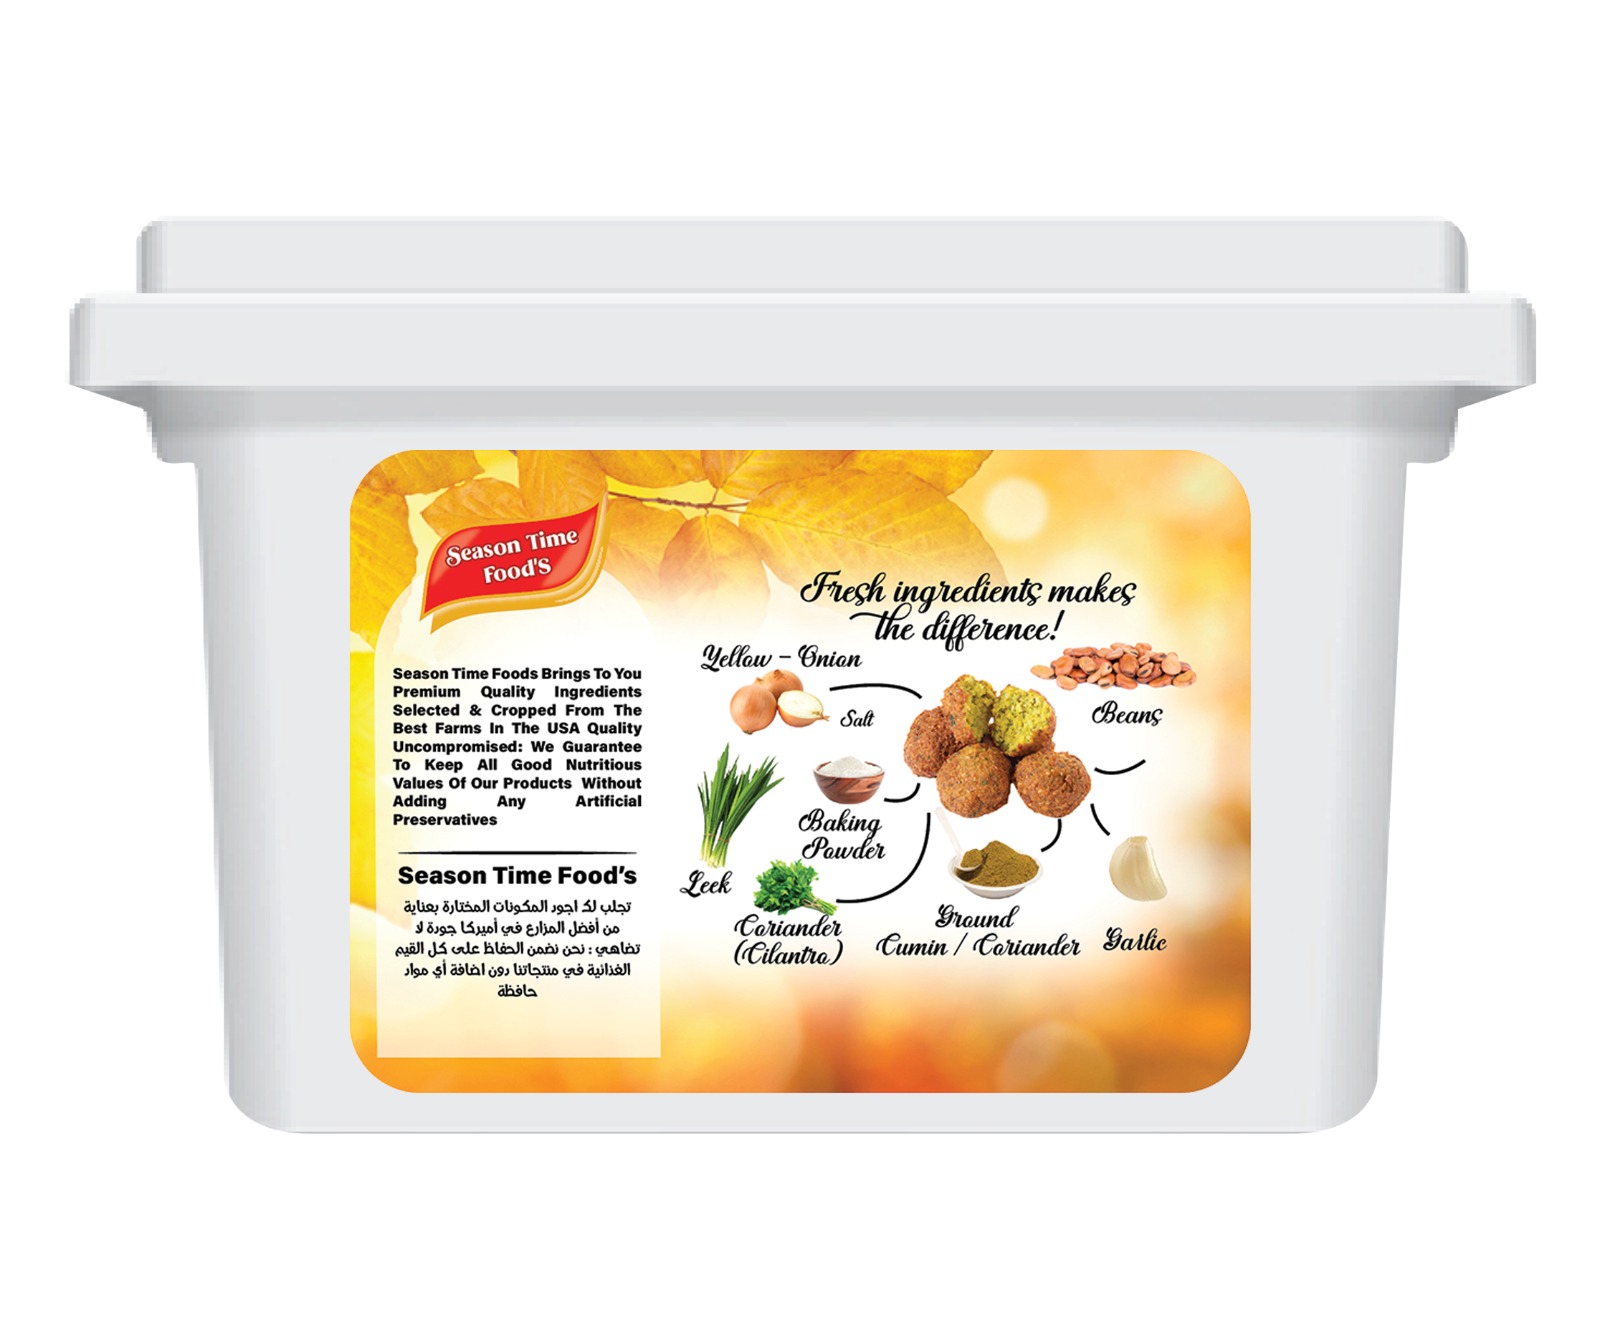 Season Time
Food'S
Season Time Foods Brings To You
Premium Quality Ingredients
Selected & Cropped From The
Best Farms In The USA Quality
Uncompromised: We Guarantee
To Keep All Good Nutritious
Values Of Our Products Without
Adding Any Artificial
Preservatives
Season Time Food's
تجلب لك اجود المكونات المختارة بعناية
من أفضل المزارع في أميركا جودة لا
تضاهي : نحن نضمن الحفاظ على كل القيم
الغذائية في منتجاتنا دون اضافة أي مواد
حافظة
Fresh ingredients makes
the difference!
Yellow - Onion
Salt
Beans
Baking
Powder
Leek
Coriander
(Cilantro)
Ground
Cumin / Coriander
Garlic